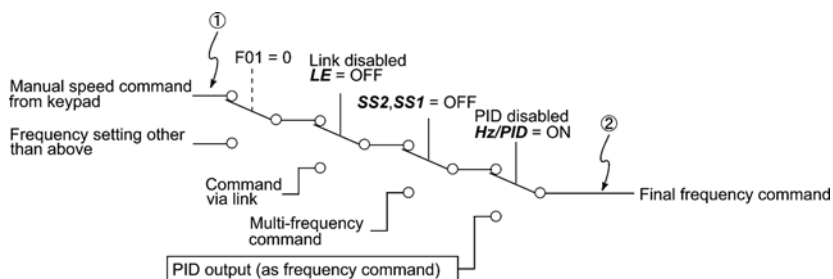 ①
F01 = 0
Link disabled
LE = OFF
Manual speed command
from keypad
SS2,SS1 = OFF
PID disabled
Hz/PID = ON
②
Frequency setting other
than above
Command
via link
Final frequency command
Multi-frequency
command
PID output (as frequency command)